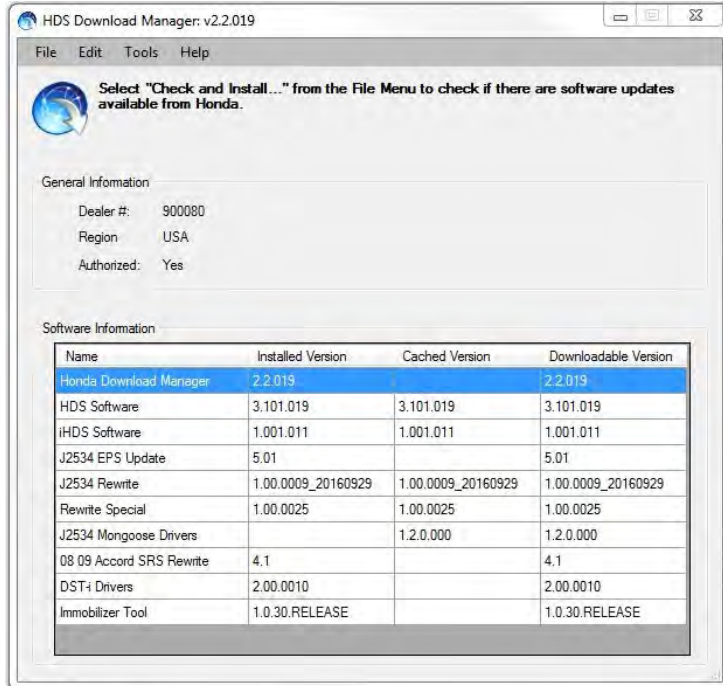 HDS Download Manager: v2.2.019
File Edit Tools Help
Select "Check and Install..." from the File Menu to check if there are software updates
available from Honda.
General Information
Dealer #: 900080
Region USA
Authorized: Yes
Software Information
Name Installed Version Cached Version Downloadable Version
Honda Download Manager 2.2.019 2.2.019
HDS Software 3.101.019 3.101.019 3.101.019
iHDS Software 1.001.011 1.001.011 1.001.011
J2534 EPS Update 5.01 5.01
J2534 Rewrite 1.00.0009_20160929 1.00.0009_20160929 1.00.0009_20160929
Rewrite Special 1.00.0025 1.00.0025 1.00.0025
J2534 Mongoose Drivers 1.2.0.000 1.2.0.000
08 09 Accord SRS Rewrite 4.1 4.1
DST-i Drivers 2.00.0010 2.00.0010
Immobilizer Tool 1.0.30.RELEASE 1.0.30.RELEASE